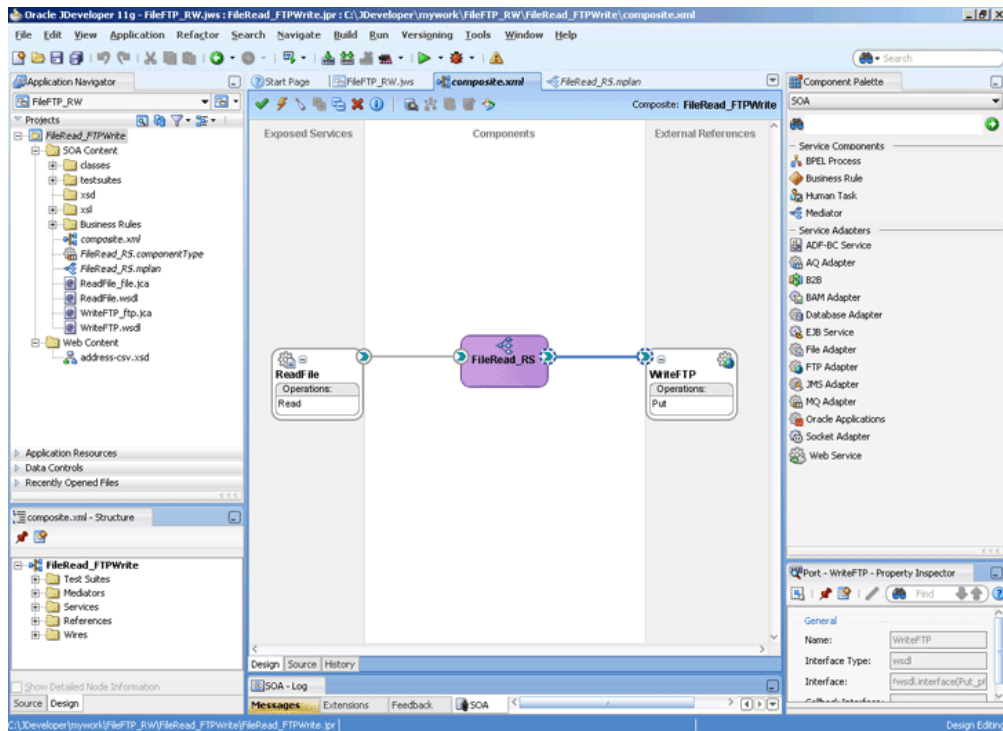 Oracle JDeveloper 11g - FileFTP_RW.jws : FileRead_FTPWrite.jpr : C:\JDeveloper\mywork\FileFTP_RW\FileRead_FTPWrite\composite.xml
File Edit View Application Refactor Search Navigate Build Run Versioning Tools Window Help
Search
Application Navigator
FileFTP_RW
Projects
FileRead_FTPWrite
SOA Content
classes
testsuites
xsd
xsl
Business Rules
composite.xml
FileRead_RS.componentType
FileRead_RS.mplan
ReadFile_file.jca
ReadFile.wsdl
WriteFTP_ftp.jca
WriteFTP.wsdl
Web Content
address-csv.xsd
Application Resources
Data Controls
Recently Opened Files
composite.xml - Structure
FileRead_FTPWrite
Test Suites
Mediators
Services
References
Wires
Show Detailed Node Information
Source Design
Start Page FileFTP_RW.jws composite.xml FileRead_RS.mplan
Composite: FileRead_FTPWrite
Exposed Services Components External References
ReadFile
Operations:
Read
FileRead_RS
WriteFTP
Operations:
Put
Design Source History
SOA - Log
Messages Extensions Feedback SOA
Component Palette
SOA
Service Components
BPEL Process
Business Rule
Human Task
Mediator
Service Adapters
ADF-BC Service
AQ Adapter
B2B
BAM Adapter
Database Adapter
EJB Service
File Adapter
FTP Adapter
JMS Adapter
MQ Adapter
Oracle Applications
Socket Adapter
Web Service
Port - WriteFTP - Property Inspector
Find
General
Name: WriteFTP
Interface Type: wsdl
Interface: rwsdl.interface(Put_pl
C:\JDeveloper\mywork\FileFTP_RW\FileRead_FTPWrite\FileRead_FTPWrite.jpr
Design Editing